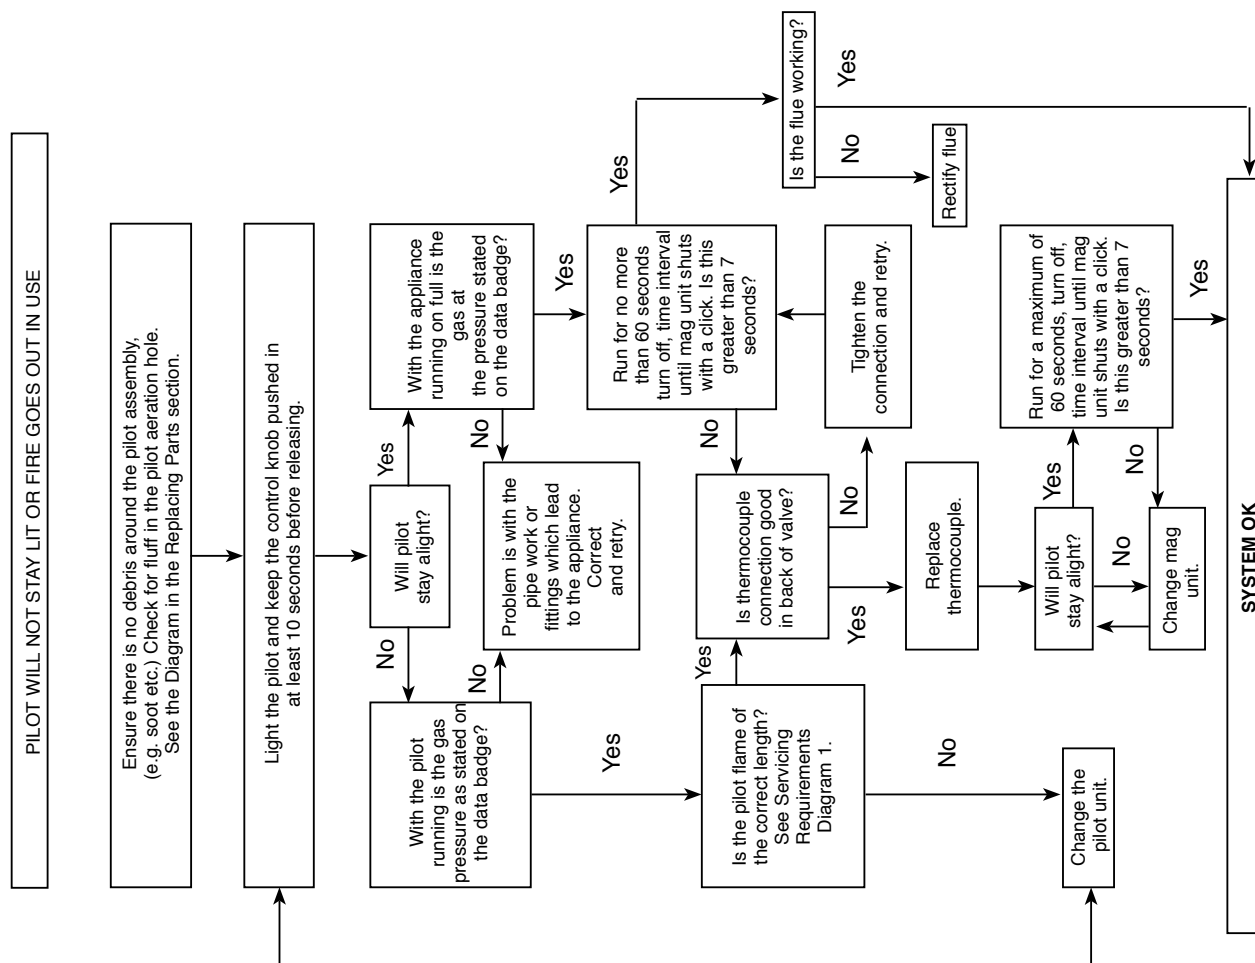 PILOT WILL NOT STAY LIT OR FIRE GOES OUT IN USE
Ensure there is no debris around the pilot assembly,
(e.g. soot etc.) Check for fluff in the pilot aeration hole.
See the Diagram in the Replacing Parts section.
Light the pilot and keep the control knob pushed in
at least 10 seconds before releasing.
Will pilot
stay alight?
No
Yes
With the pilot
running is the gas
pressure as stated on
the data badge?
No
Yes
With the appliance
running on full is the
gas at
the pressure stated
on the data badge?
No
Yes
Problem is with the
pipe work or
fittings which lead
to the appliance.
Correct
and retry.
Run for no more
than 60 seconds
turn off, time interval
until mag unit shuts
with a click. Is this
greater than 7
seconds?
No
Yes
Is the pilot flame of
the correct length?
See Servicing
Requirements
Diagram 1.
Yes
No
Is thermocouple
connection good
in back of valve?
Yes
No
Tighten the
connection and retry.
Is the flue working?
No
Yes
Rectify flue
Replace
thermocouple.
Will pilot
stay alight?
Yes
No
Change mag
unit.
Run for a maximum of
60 seconds, turn off,
time interval until mag
unit shuts with a click.
Is this greater than 7
seconds?
No
Yes
Change the
pilot unit.
SYSTEM OK